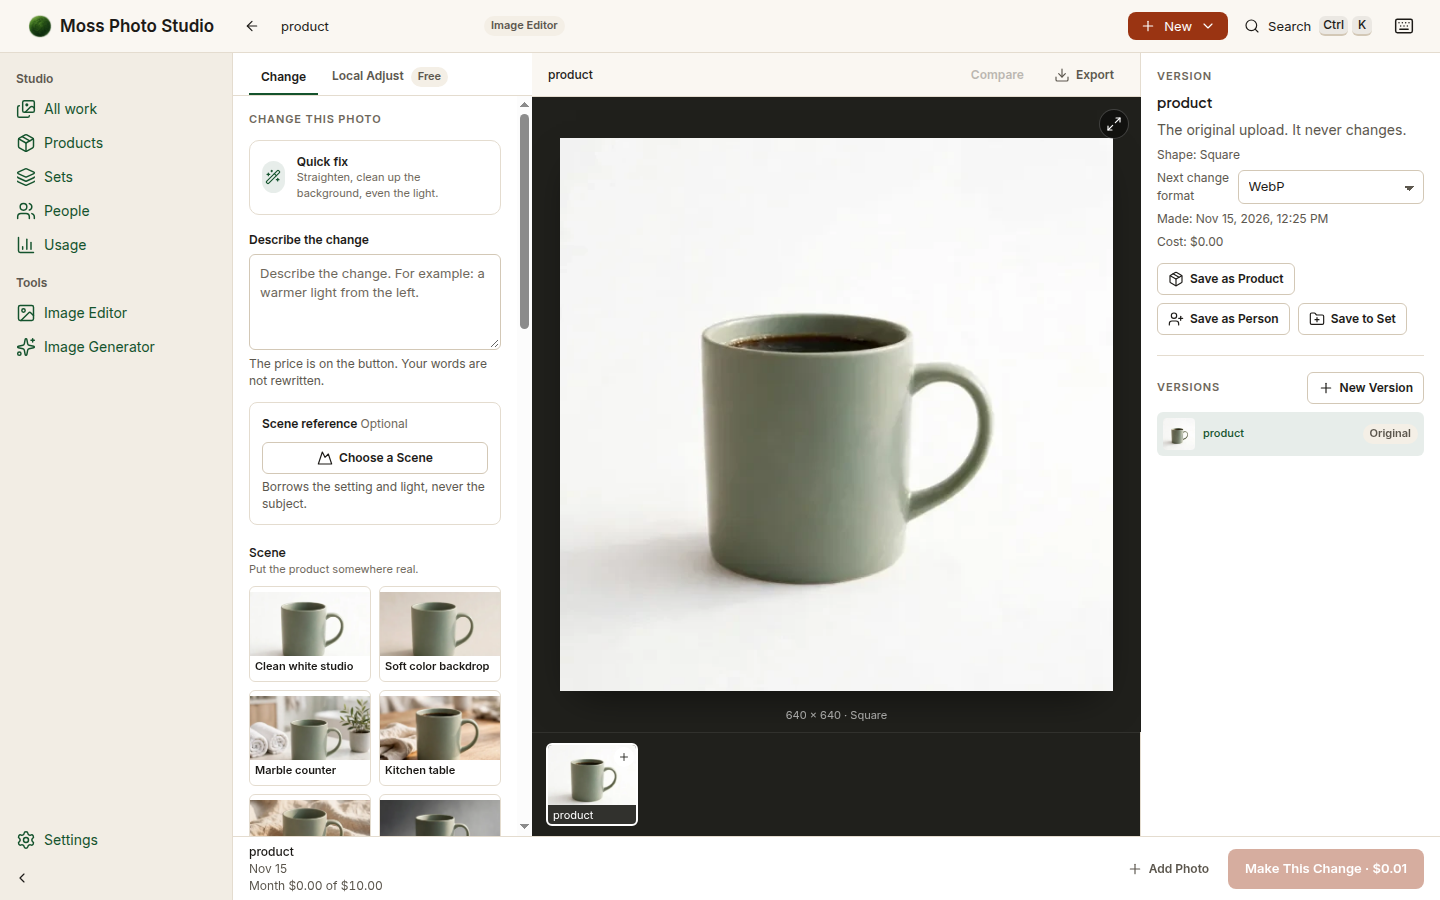 Moss Photo Studio
product
Image Editor
New
Search
Ctrl
K
Studio
All work
Products
Sets
People
Usage
Tools
Image Editor
Image Generator
Settings
Change
Local Adjust
Free
CHANGE THIS PHOTO
Quick fix
Straighten, clean up the
background, even the light.
Describe the change
Describe the change. For example: a
warmer light from the left.
The price is on the button. Your words are
not rewritten.
Scene reference Optional
Choose a Scene
Borrows the setting and light, never the
subject.
Scene
Put the product somewhere real.
Clean white studio
Soft color backdrop
Marble counter
Kitchen table
product
Compare
Export
640 × 640 · Square
product
VERSION
product
The original upload. It never changes.
Shape: Square
Next change
format
WebP
Made: Nov 15, 2026, 12:25 PM
Cost: $0.00
Save as Product
Save as Person
Save to Set
VERSIONS
New Version
product
Original
product
Nov 15
Month $0.00 of $10.00
Add Photo
Make This Change · $0.01